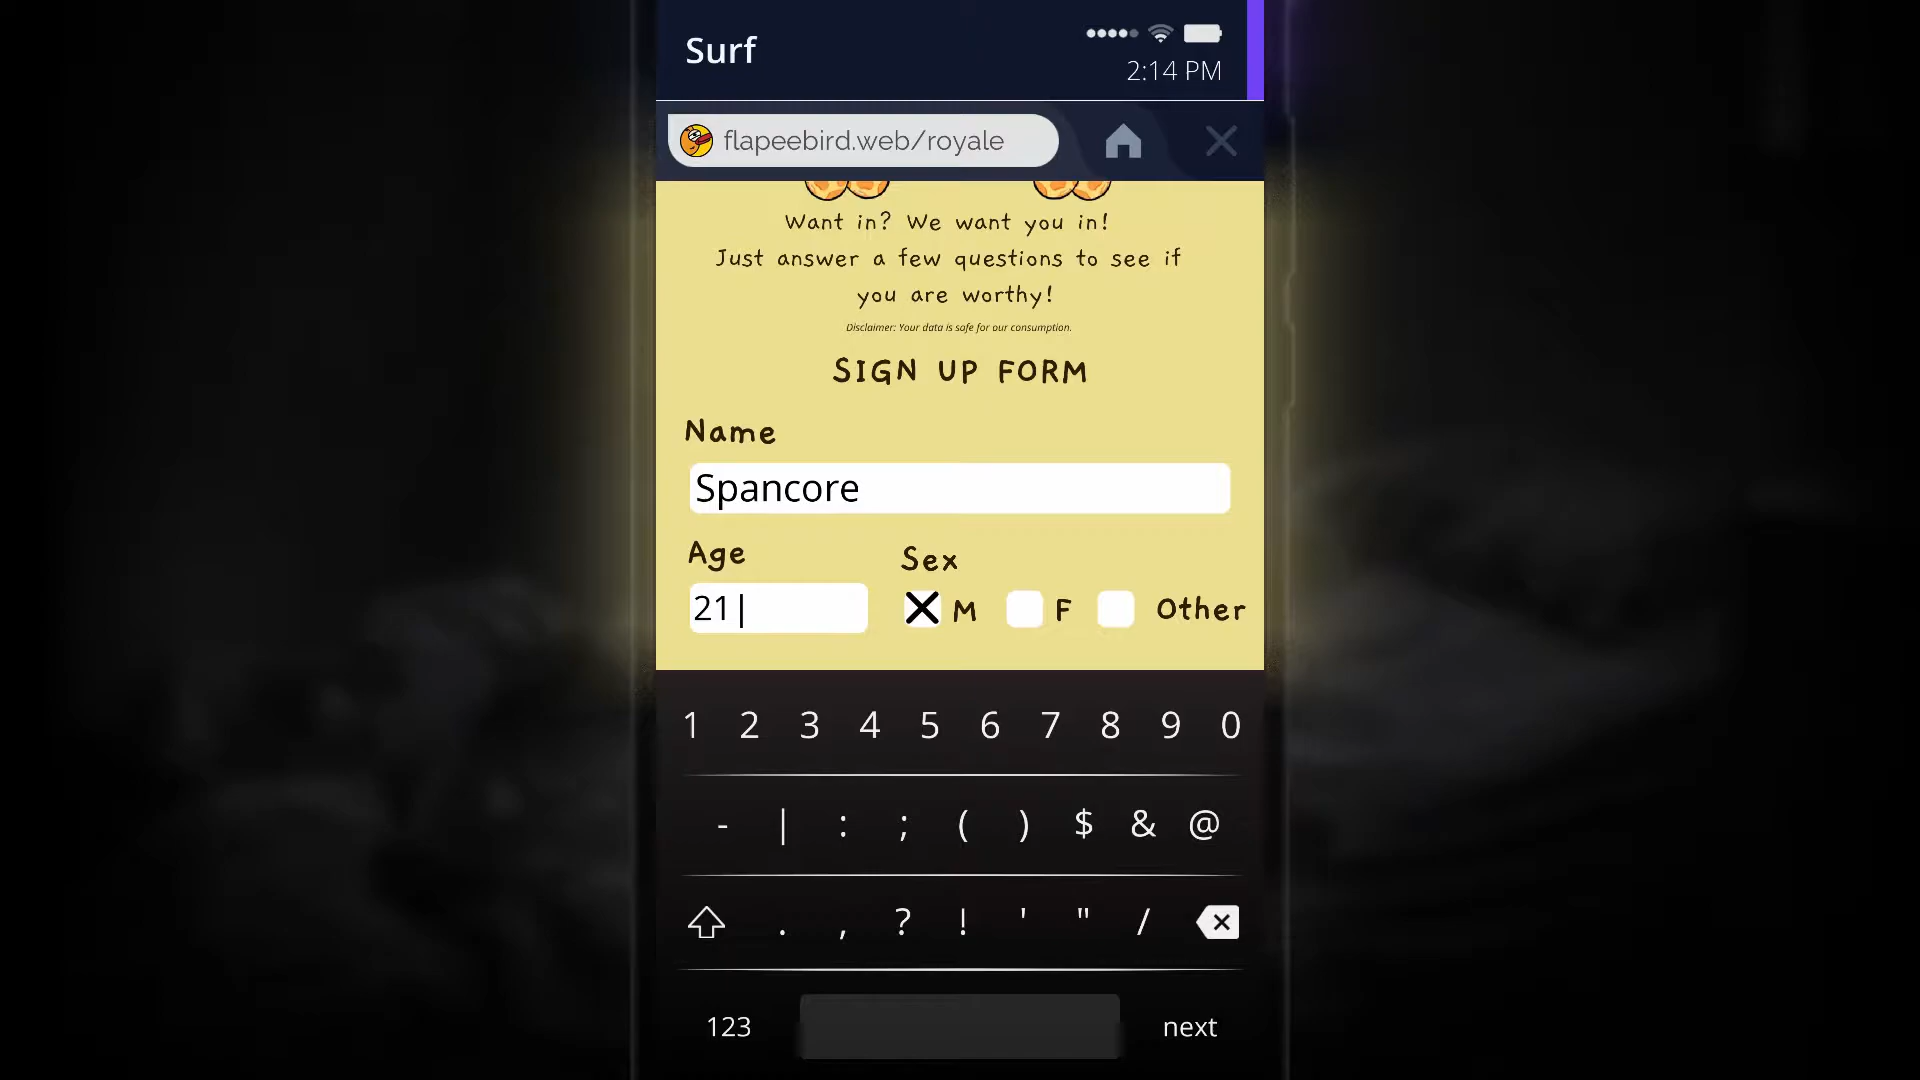 Surf
2:14 PM
flapeebird.web/royale
Want in? We want you in!
Just answer a few questions to see if
you are worthy!
Disclaimer: Your data is safe for our consumption.
SIGN UP FORM
Name
Spancore
Age
Sex
21
M
F
Other
1 2 3 4 5 6 7 8 9 0
- | : ; ( ) $ & @
. , ? ! ' " /
123
next